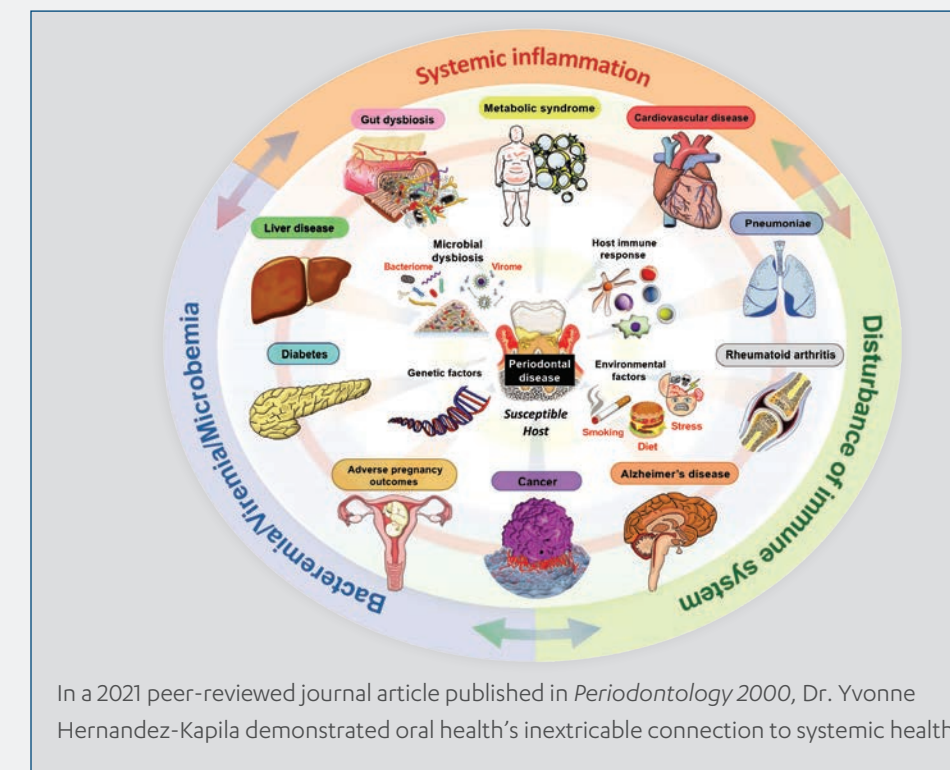 Systemic inflammation
Gut dysbiosis
Metabolic syndrome
Cardiovascular disease
Liver disease
Pneumoniae
Microbial
dysbiosis
Bacteriome
Virome
Host immune
response
Diabetes
Rheumatoid arthritis
Periodontal
disease
Genetic factors
Environmental
factors
Susceptible
Host
Smoking
Diet
Stress
Adverse pregnancy
outcomes
Cancer
Alzheimer's disease
Bacteremia/Viremia/Microbemia
Disturbance of immune system
In a 2021 peer-reviewed journal article published in Periodontology 2000, Dr. Yvonne
Hernandez-Kapila demonstrated oral health's inextricable connection to systemic health